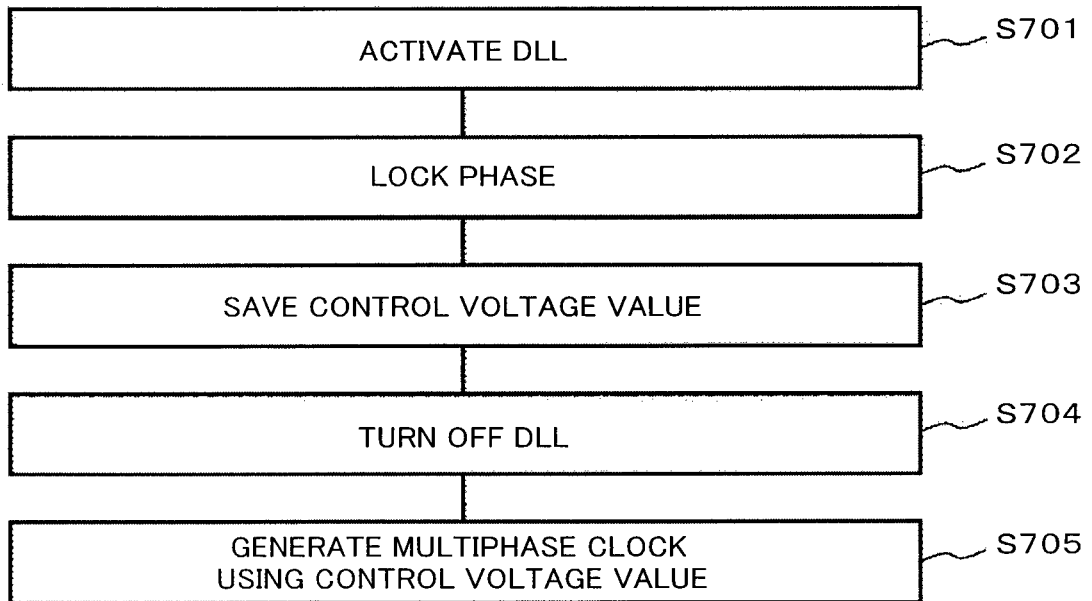 ACTIVATE DLL
S701
LOCK PHASE
S702
SAVE CONTROL VOLTAGE VALUE
S703
TURN OFF DLL
S704
GENERATE MULTIPHASE CLOCK
USING CONTROL VOLTAGE VALUE
S705